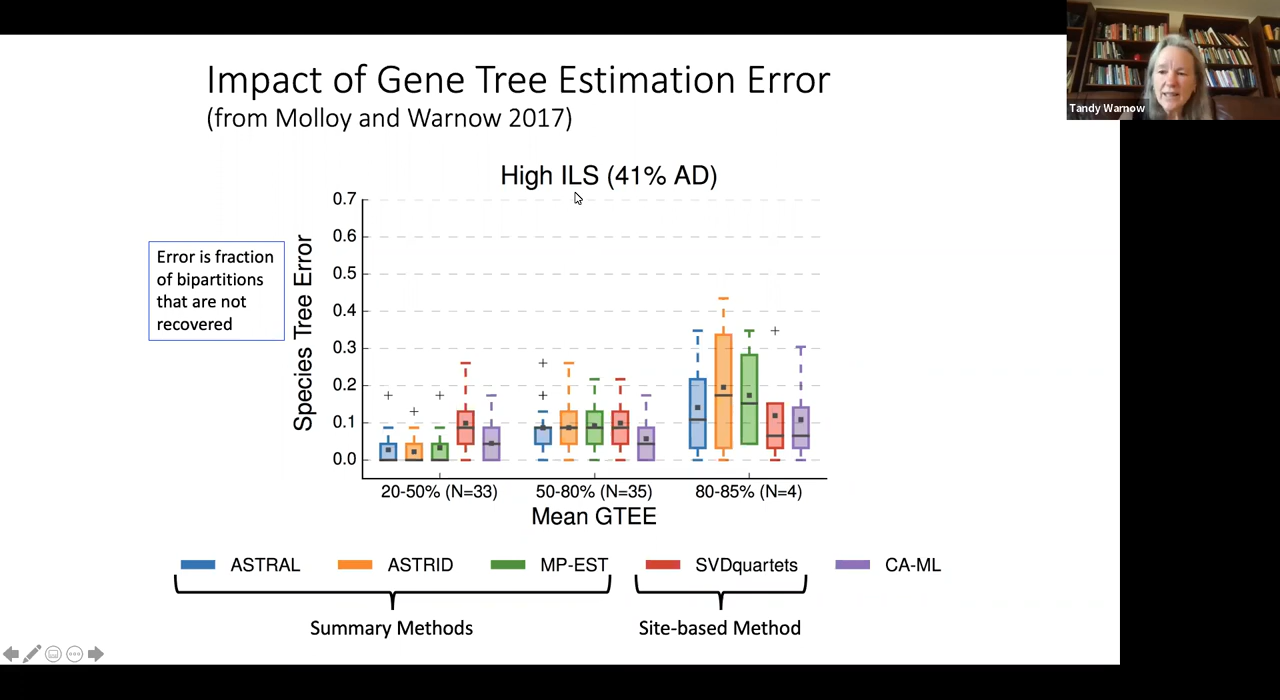 Impact of Gene Tree Estimation Error
(from Molloy and Warnow 2017)
Tandy Warnow
High ILS (41% AD)
Error is fraction
of bipartitions
that are not
recovered
Species Tree Error
0.7
0.6
0.5
0.4
0.3
0.2
0.1
0.0
20-50% (N=33) 50-80% (N=35) 80-85% (N=4)
Mean GTEE
ASTRAL ASTRID MP-EST SVDquartets CA-ML
Summary Methods Site-based Method